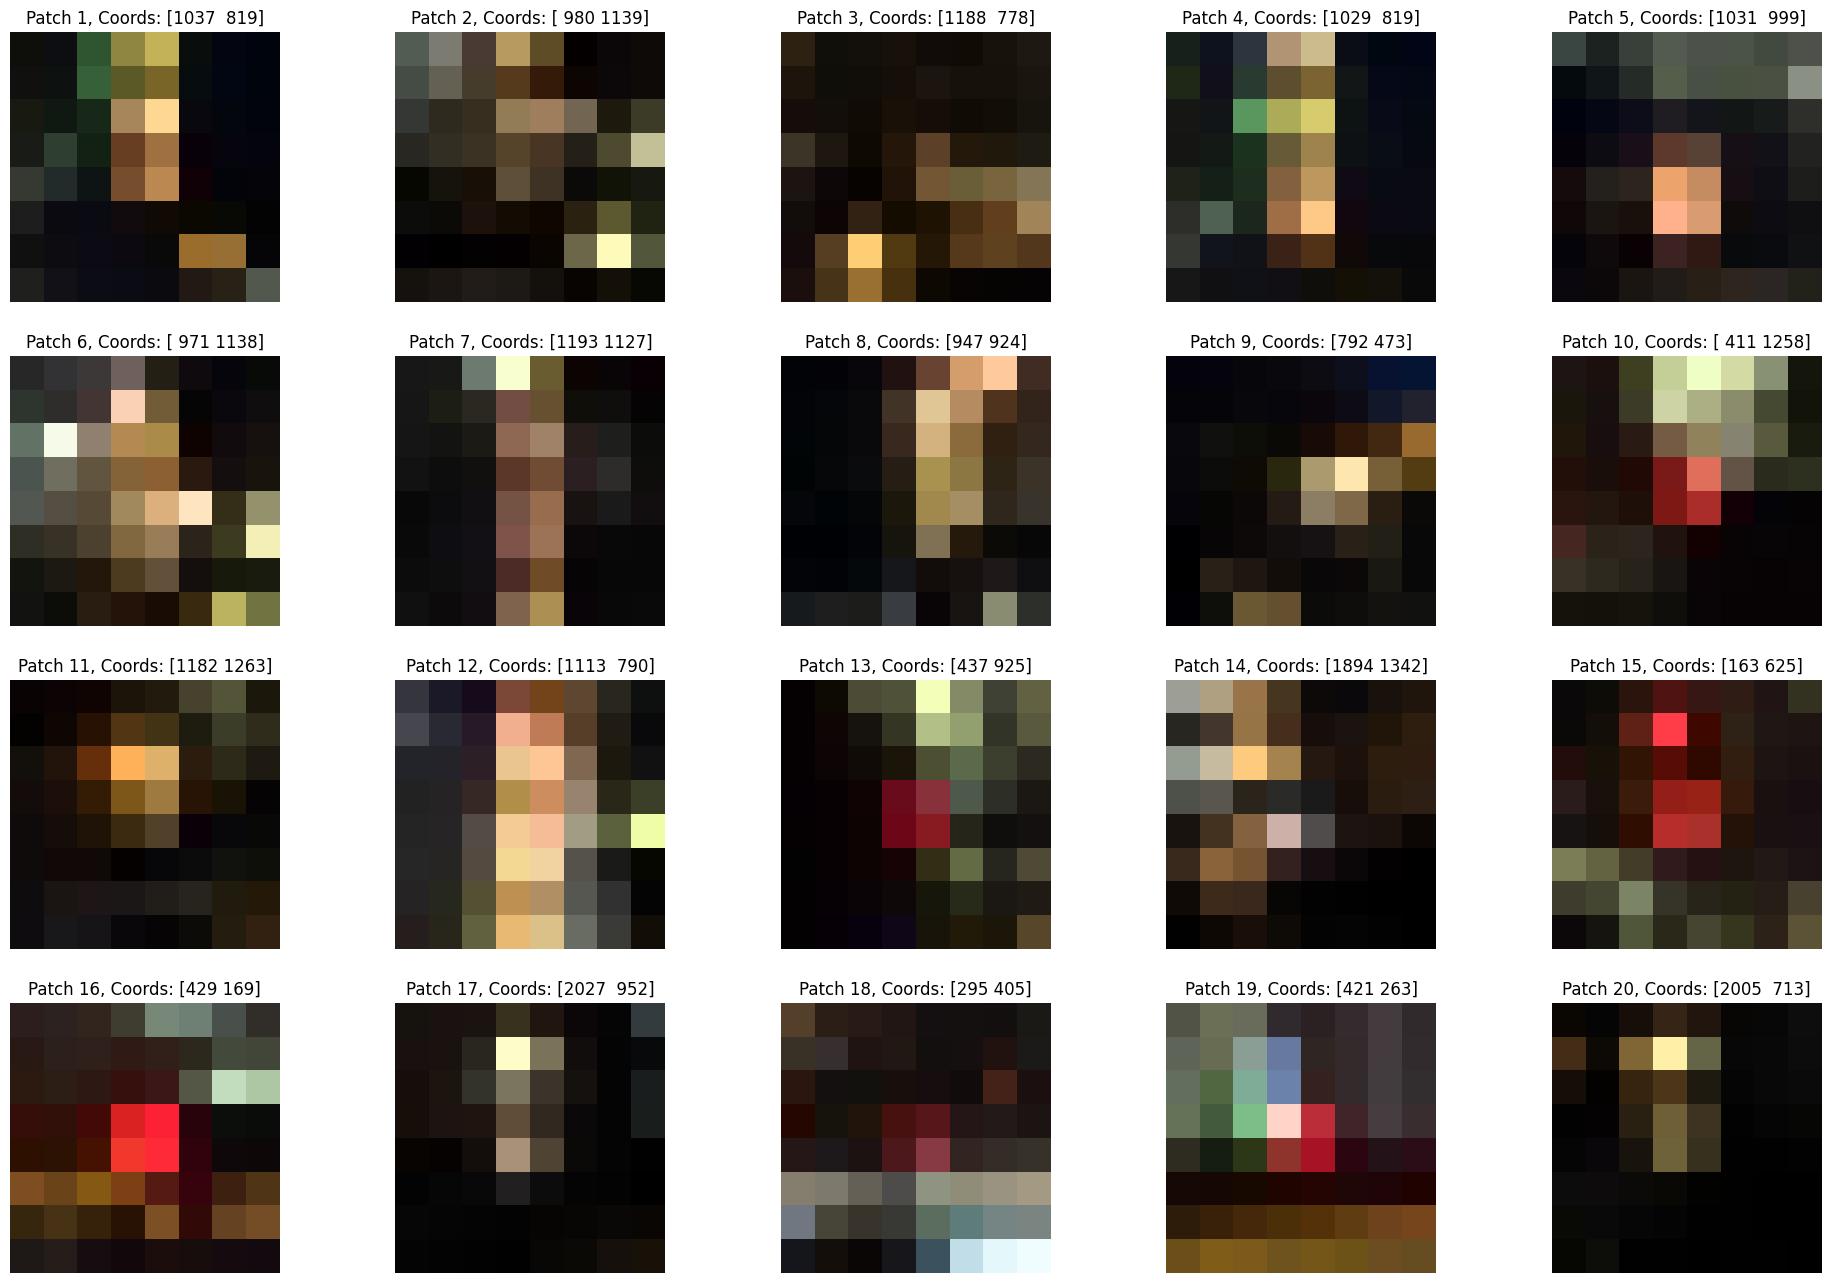 Patch 1, Coords: [1037  819]
Patch 2, Coords: [ 980 1139]
Patch 3, Coords: [1188  778]
Patch 4, Coords: [1029  819]
Patch 5, Coords: [1031  999]
Patch 6, Coords: [ 971 1138]
Patch 7, Coords: [1193 1127]
Patch 8, Coords: [947 924]
Patch 9, Coords: [792 473]
Patch 10, Coords: [ 411 1258]
Patch 11, Coords: [1182 1263]
Patch 12, Coords: [1113  790]
Patch 13, Coords: [437 925]
Patch 14, Coords: [1894 1342]
Patch 15, Coords: [163 625]
Patch 16, Coords: [429 169]
Patch 17, Coords: [2027  952]
Patch 18, Coords: [295 405]
Patch 19, Coords: [421 263]
Patch 20, Coords: [2005  713]